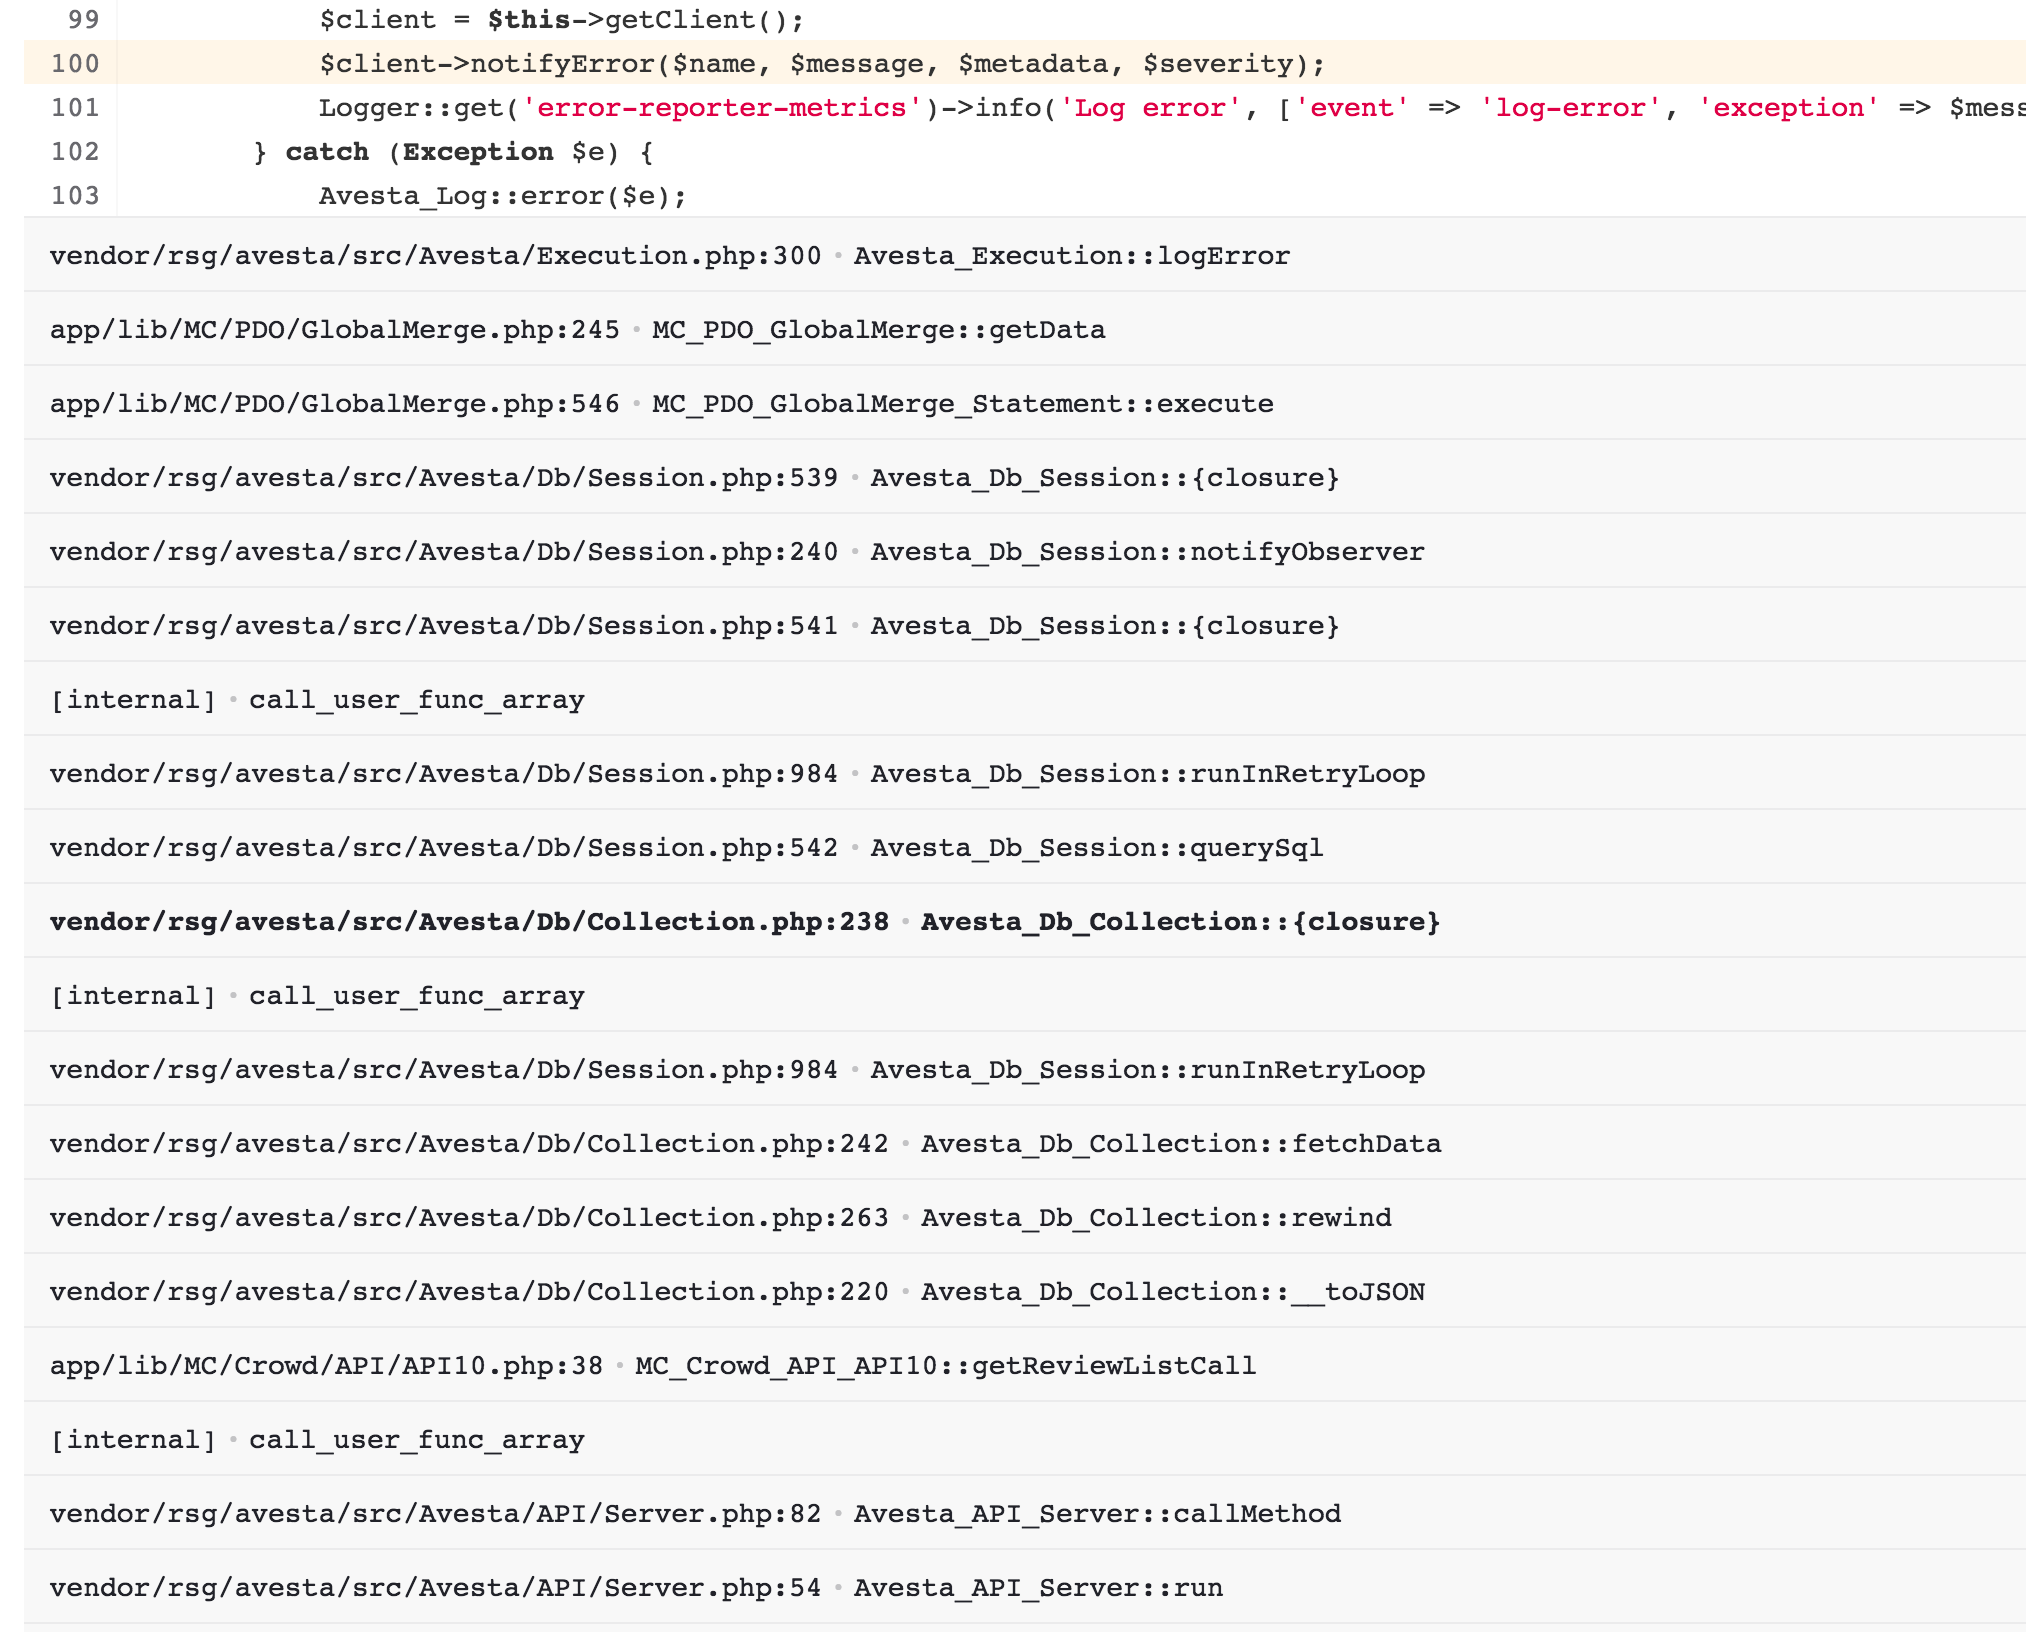 99 $client = $this->getClient();
100 $client->notifyError($name, $message, $metadata, $severity);
101 Logger::get('error-reporter-metrics')->info('Log error', ['event' => 'log-error', 'exception' => $mess
102 } catch (Exception $e) {
103 Avesta_Log::error($e);
vendor/rsg/avesta/src/Avesta/Execution.php:300 • Avesta_Execution::logError
app/lib/MC/PDO/GlobalMerge.php:245 • MC_PDO_GlobalMerge::getData
app/lib/MC/PDO/GlobalMerge.php:546 • MC_PDO_GlobalMerge_Statement::execute
vendor/rsg/avesta/src/Avesta/Db/Session.php:539 • Avesta_Db_Session::{closure}
vendor/rsg/avesta/src/Avesta/Db/Session.php:240 • Avesta_Db_Session::notifyObserver
vendor/rsg/avesta/src/Avesta/Db/Session.php:541 • Avesta_Db_Session::{closure}
[internal] • call_user_func_array
vendor/rsg/avesta/src/Avesta/Db/Session.php:984 • Avesta_Db_Session::runInRetryLoop
vendor/rsg/avesta/src/Avesta/Db/Session.php:542 • Avesta_Db_Session::querySql
vendor/rsg/avesta/src/Avesta/Db/Collection.php:238 • Avesta_Db_Collection::{closure}
[internal] • call_user_func_array
vendor/rsg/avesta/src/Avesta/Db/Session.php:984 • Avesta_Db_Session::runInRetryLoop
vendor/rsg/avesta/src/Avesta/Db/Collection.php:242 • Avesta_Db_Collection::fetchData
vendor/rsg/avesta/src/Avesta/Db/Collection.php:263 • Avesta_Db_Collection::rewind
vendor/rsg/avesta/src/Avesta/Db/Collection.php:220 • Avesta_Db_Collection::__toJSON
app/lib/MC/Crowd/API/API10.php:38 • MC_Crowd_API_API10::getReviewListCall
[internal] • call_user_func_array
vendor/rsg/avesta/src/Avesta/API/Server.php:82 • Avesta_API_Server::callMethod
vendor/rsg/avesta/src/Avesta/API/Server.php:54 • Avesta_API_Server::run